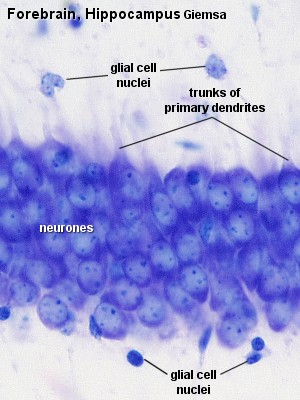 Forebrain, Hippocampus Giemsa
glial cell
nuclei
trunks of
primary dendrites
neurones
glial cell
nuclei